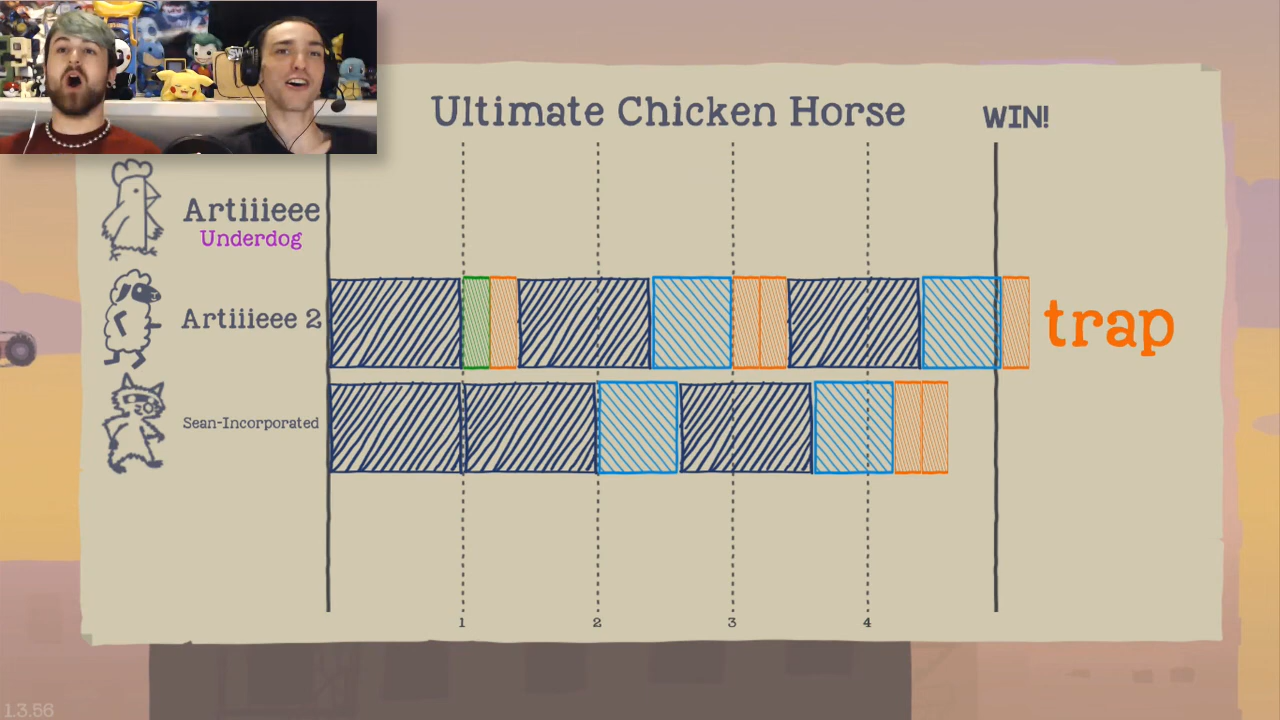 Ultimate Chicken Horse
WIN!
Artiiieee
Underdog
Artiiieee 2
trap
Sean-Incorporated
1 2 3 4
1.3.56